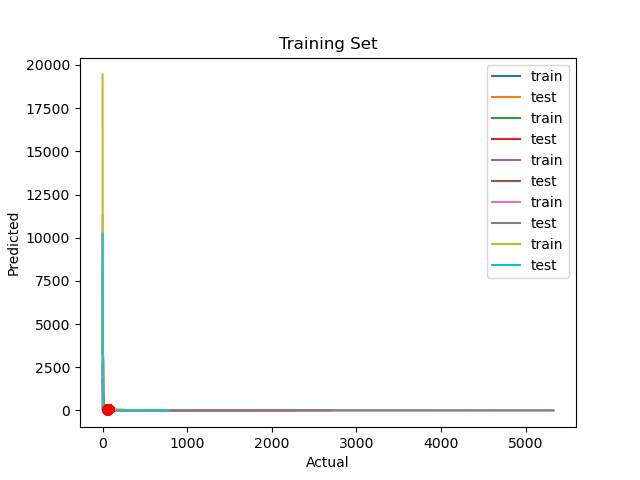 Training Set
20000
17500
15000
12500
10000
7500
5000
2500
0
Predicted
0
1000
2000
3000
4000
5000
Actual
train
test
train
test
train
test
train
test
train
test